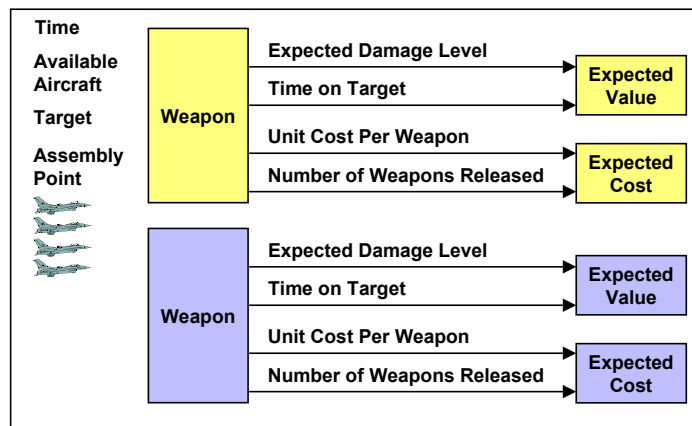 Time
Available
Aircraft
Target
Assembly
Point
Weapon
Expected Damage Level
Time on Target
Unit Cost Per Weapon
Number of Weapons Released
Expected
Value
Expected
Cost
Weapon
Expected Damage Level
Time on Target
Unit Cost Per Weapon
Number of Weapons Released
Expected
Value
Expected
Cost